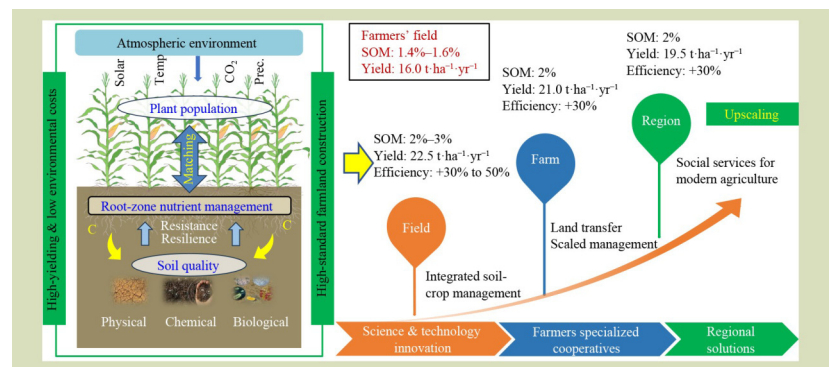 High-yielding & low environmental costs
Atmospheric environment
Solar
Temp
CO₂
Prec.
Plant population
Matching
Root-zone nutrient management
Resistance
Resilience
C
C
Soil quality
Physical
Chemical
Biological
High-standard farmland construction
Farmers' field
SOM: 1.4%–1.6%
Yield: 16.0 t·ha⁻¹·yr⁻¹
SOM: 2%–3%
Yield: 22.5 t·ha⁻¹·yr⁻¹
Efficiency: +30% to 50%
Field
Integrated soil-
crop management
SOM: 2%
Yield: 21.0 t·ha⁻¹·yr⁻¹
Efficiency: +30%
Farm
Land transfer
Scaled management
SOM: 2%
Yield: 19.5 t·ha⁻¹·yr⁻¹
Efficiency: +30%
Region
Upscaling
Social services for
modern agriculture
Science & technology
innovation
Farmers specialized
cooperatives
Regional
solutions